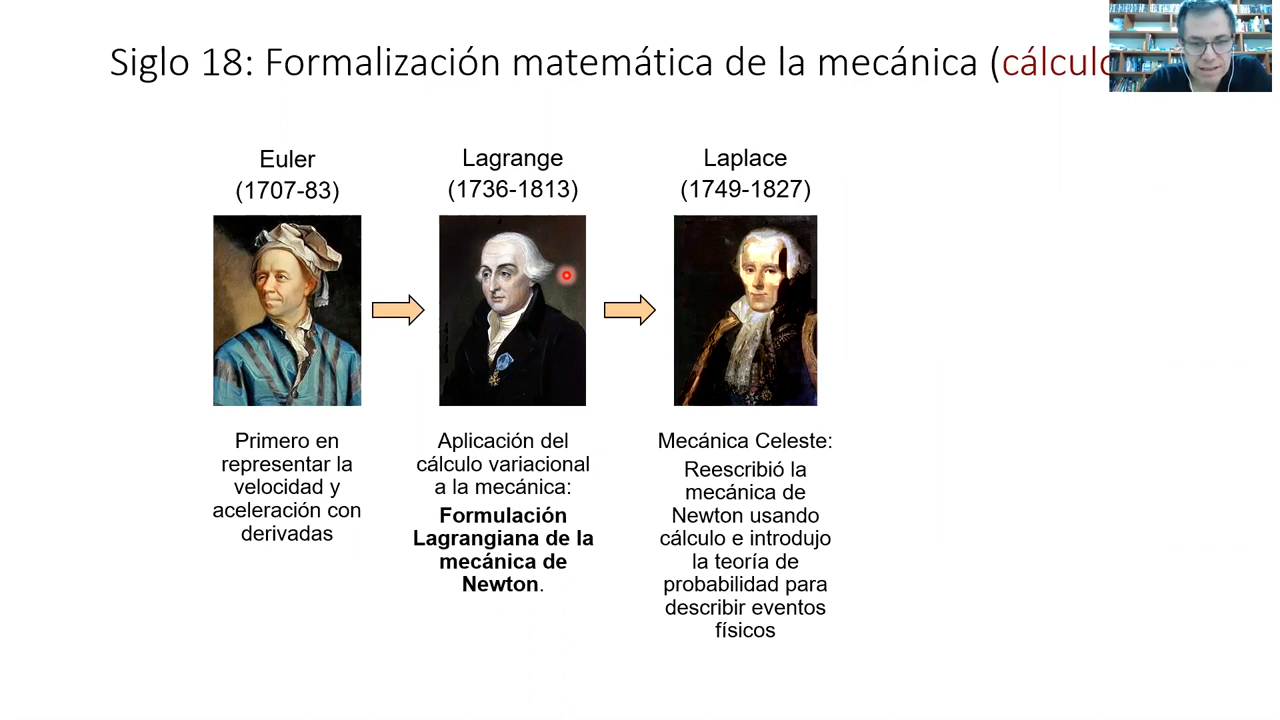 Siglo 18: Formalización matemática de la mecánica (cálculo
Euler
(1707-83)
Primero en
representar la
velocidad y
aceleración con
derivadas
Lagrange
(1736-1813)
Aplicación del
cálculo variacional
a la mecánica:
Formulación
Lagrangiana de la
mecánica de
Newton.
Laplace
(1749-1827)
Mecánica Celeste:
Reescribió la
mecánica de
Newton usando
cálculo e introdujo
la teoría de
probabilidad para
describir eventos
físicos